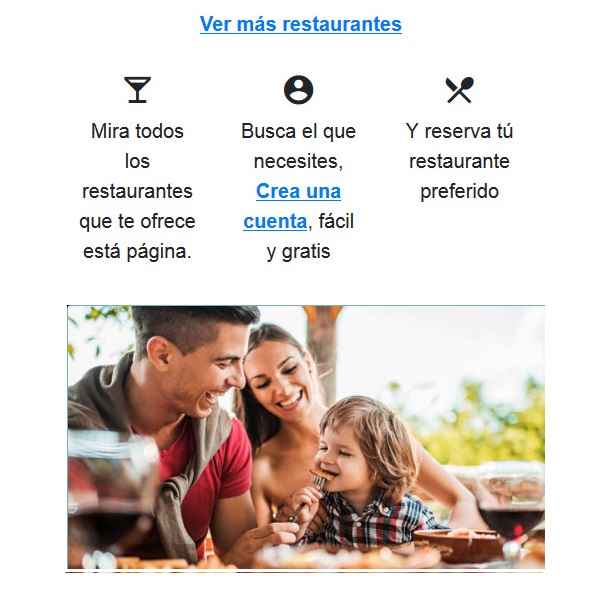 Ver más restaurantes
Mira todos
los
restaurantes
que te ofrece
está página.
Busca el que
necesites,
Crea una
cuenta, fácil
y gratis
Y reserva tú
restaurante
preferido